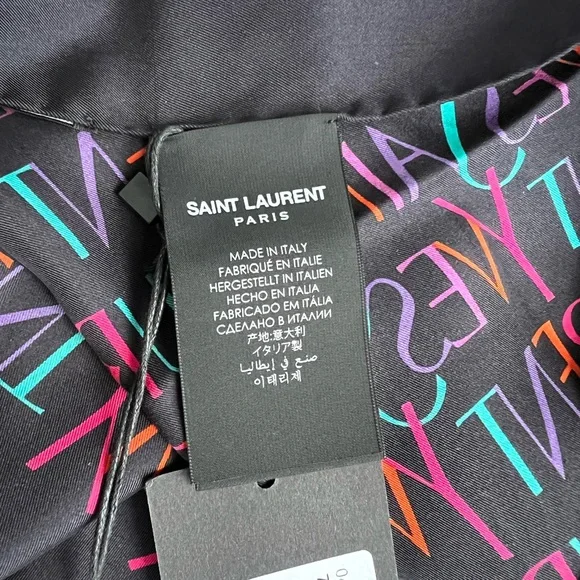 SAINT LAURENT
PARIS
MADE IN ITALY
FABRIQUÉ EN ITALIE
HERGESTELLT IN ITALIEN
HECHO EN ITALIA
FABRICADO EM ITÁLIA
СДЕЛАНО В ИТАЛИИ
产地:意大利
イタリア製
صنع في إيطاليا
이태리제
YVES